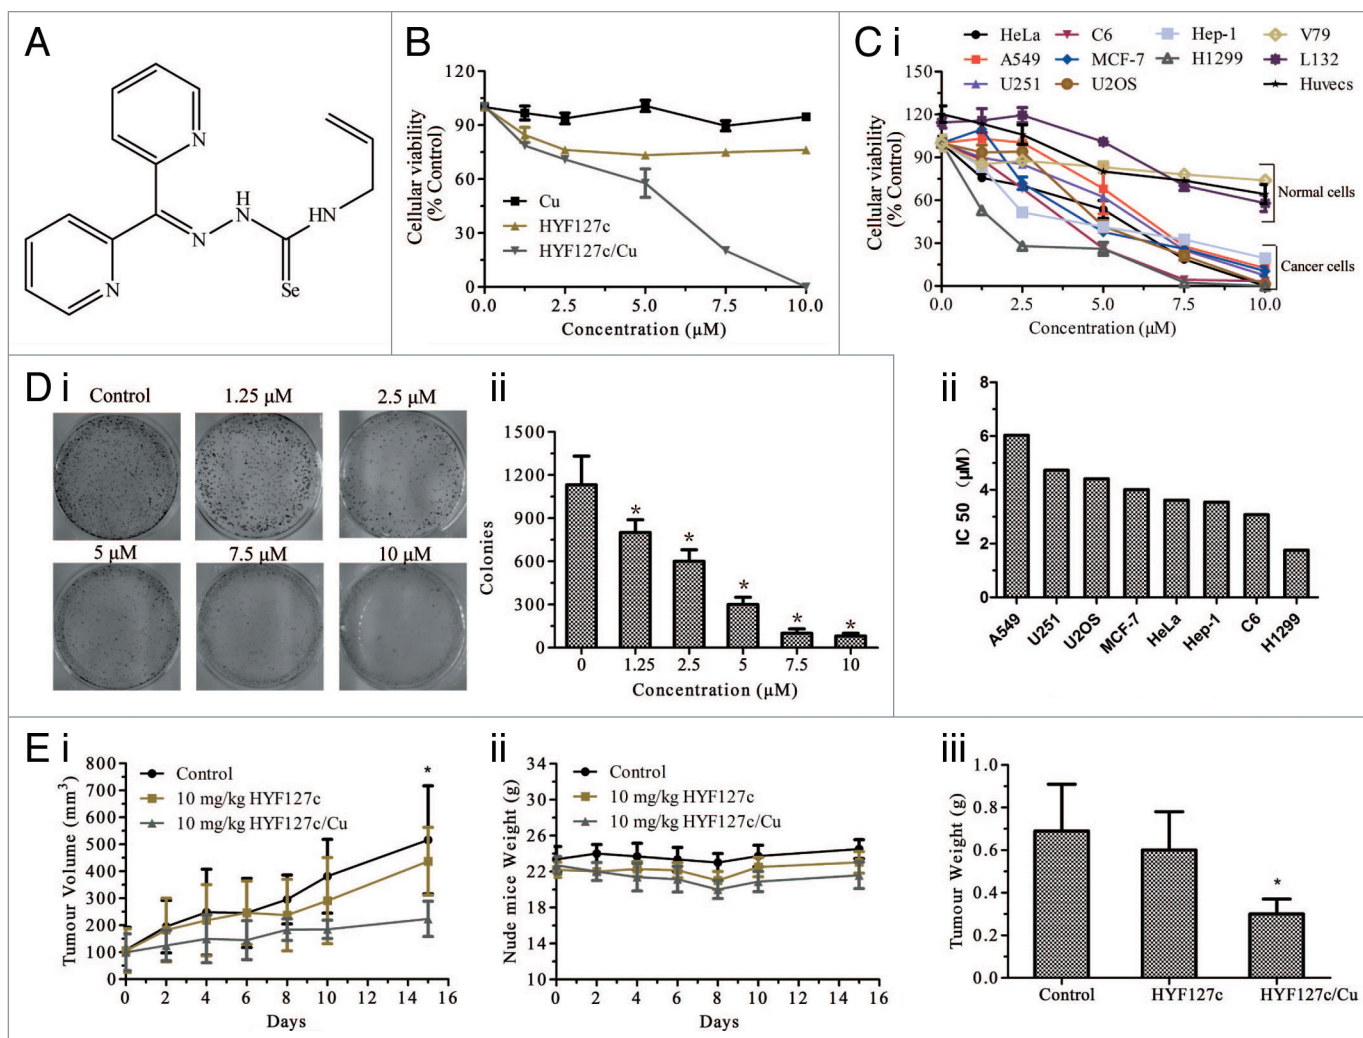 A
N
H
N
HN
N
N
Se
B
120
90
60
30
0
Cellular viability
(% Control)
Cu
HYF127c
HYF127c/Cu
0.0 2.5 5.0 7.5 10.0
Concentration (µM)
C i
HeLa C6 Hep-1 V79
A549 MCF-7 H1299 L132
U251 U2OS Huvecs
150
120
90
60
30
0
Cellular viability
(% Control)
Normal cells
Cancer cells
0.0 2.5 5.0 7.5 10.0
Concentration (µM)
D i
Control 1.25 µM 2.5 µM
5 µM 7.5 µM 10 µM
ii
1500
1200
900
600
300
0
Colonies
* * * * *
0 1.25 2.5 5 7.5 10
Concentration (µM)
ii
8
6
4
2
0
IC 50 (µM)
A549 U251 U2OS MCF-7 HeLa Hep-1 C6 H1299
E i
800
700
600
500
400
300
200
100
0
Tumour Volume (mm³)
Control
10 mg/kg HYF127c
10 mg/kg HYF127c/Cu
*
0 2 4 6 8 10 12 14 16
Days
ii
34
30
26
22
18
14
10
Nude mice Weight (g)
Control
10 mg/kg HYF127c
10 mg/kg HYF127c/Cu
0 2 4 6 8 10 12 14 16
Days
iii
1.0
0.8
0.6
0.4
0.2
0.0
Tumour Weight (g)
*
Control HYF127c HYF127c/Cu